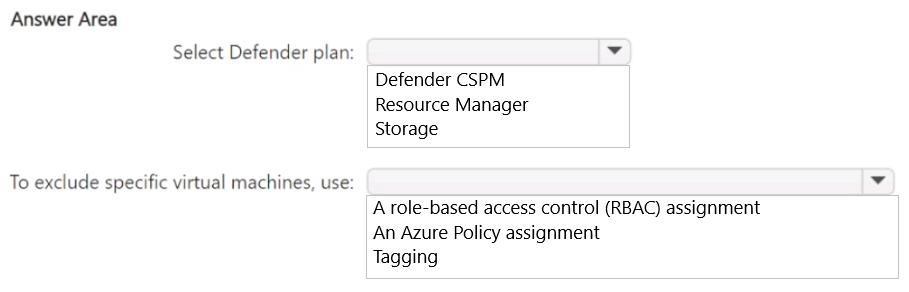 Answer Area
Select Defender plan:
Defender CSPM
Resource Manager
Storage
To exclude specific virtual machines, use:
A role-based access control (RBAC) assignment
An Azure Policy assignment
Tagging